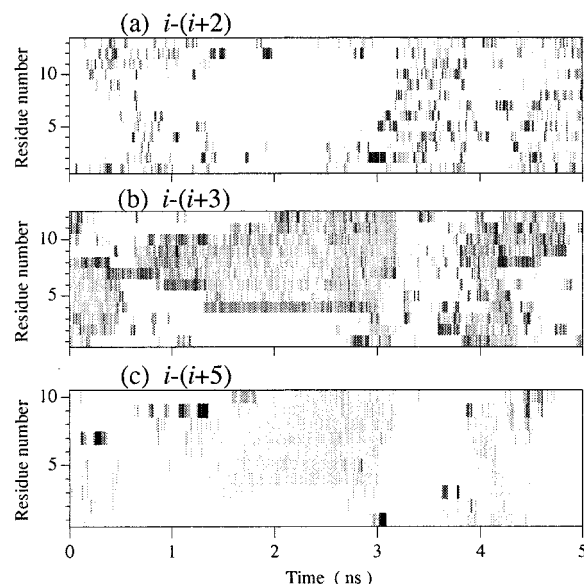 (a) i-(i+2)
Residue number
10
5
(b) i-(i+3)
Residue number
10
5
(c) i-(i+5)
Residue number
10
5
0 1 2 3 4 5
Time ( ns )